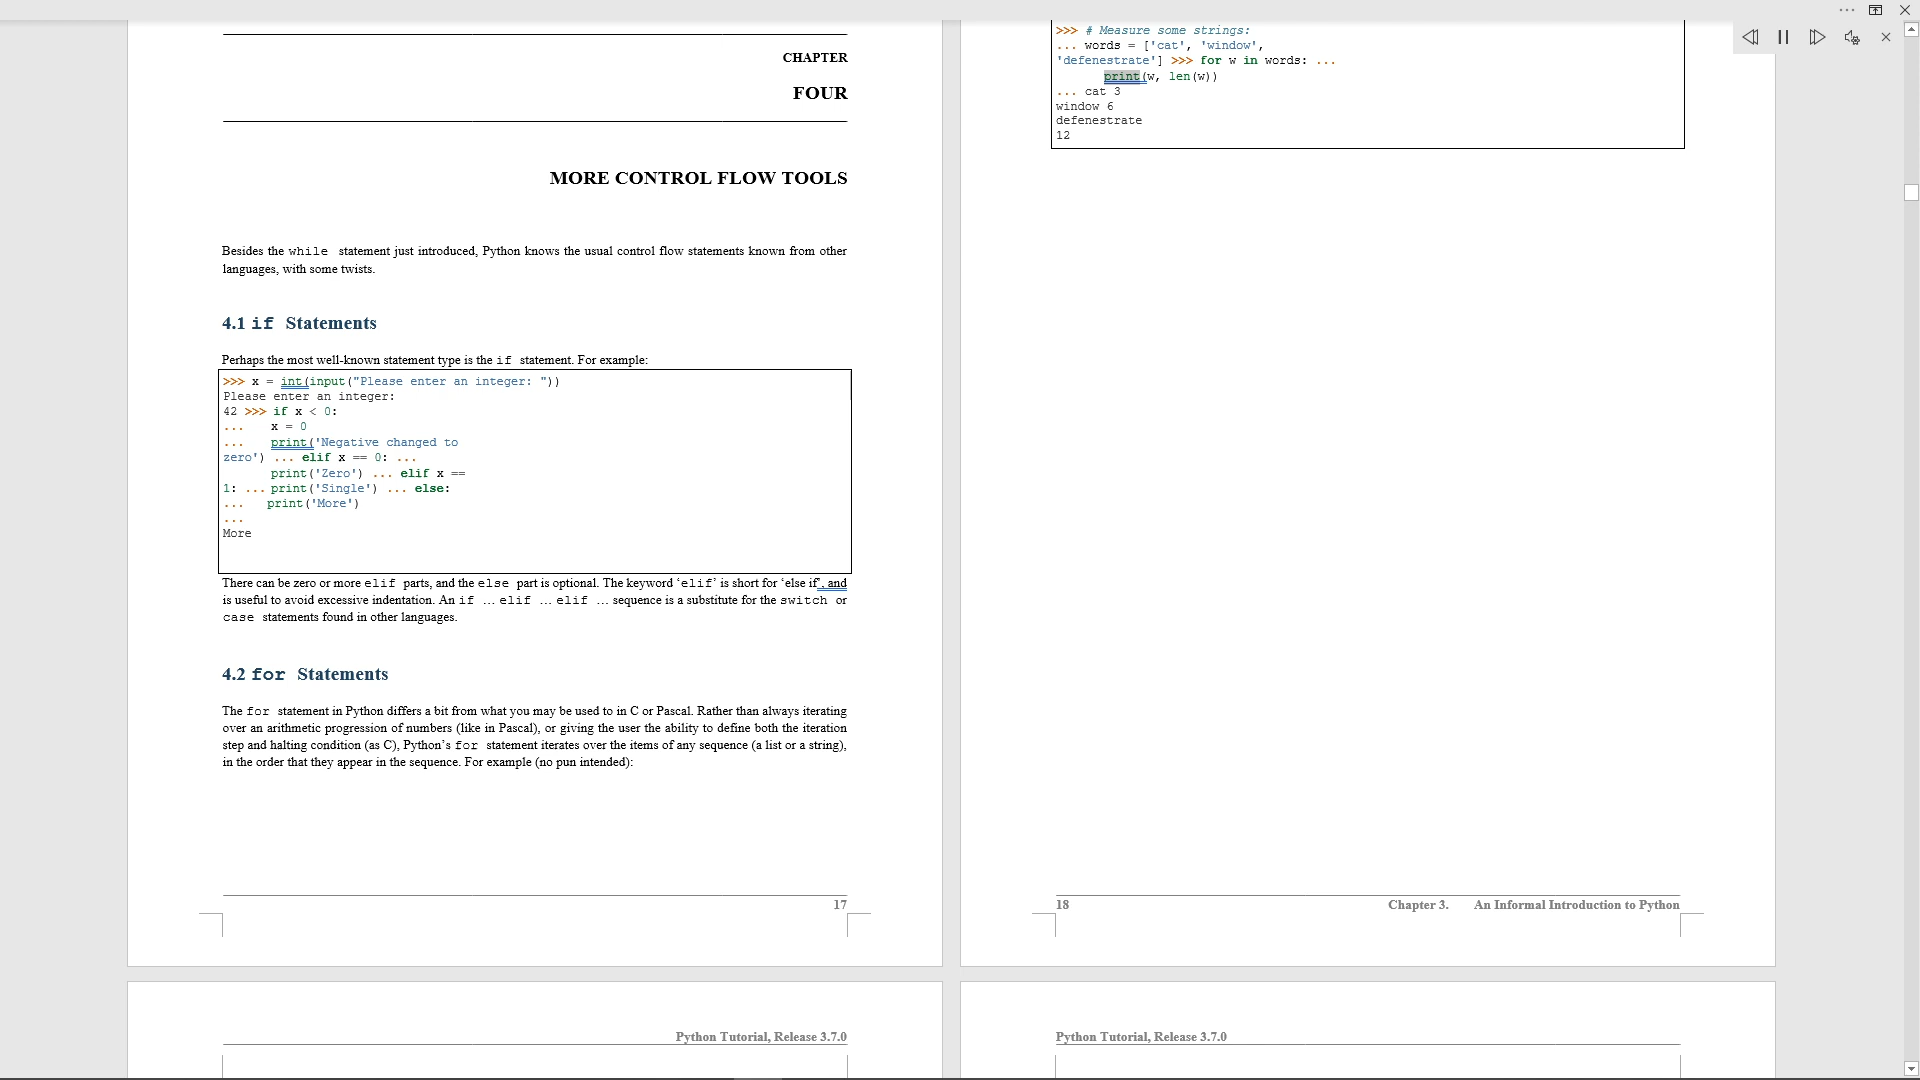 CHAPTER
FOUR
MORE CONTROL FLOW TOOLS
Besides the while statement just introduced, Python knows the usual control flow statements known from other
languages, with some twists.
4.1 if Statements
Perhaps the most well-known statement type is the if statement. For example:
>>> x = int(input("Please enter an integer: "))
Please enter an integer:
42 >>> if x < 0:
... x = 0
... print('Negative changed to
zero') ... elif x == 0: ...
print('Zero') ... elif x ==
1: ... print('Single') ... else:
... print('More')
...
More
There can be zero or more elif parts, and the else part is optional. The keyword ‘elif’ is short for ‘else if’, and
is useful to avoid excessive indentation. An if … elif … elif … sequence is a substitute for the switch or
case statements found in other languages.
4.2 for Statements
The for statement in Python differs a bit from what you may be used to in C or Pascal. Rather than always iterating
over an arithmetic progression of numbers (like in Pascal), or giving the user the ability to define both the iteration
step and halting condition (as C), Python’s for statement iterates over the items of any sequence (a list or a string),
in the order that they appear in the sequence. For example (no pun intended):
17
>>> # Measure some strings:
... words = ['cat', 'window',
'defenestrate'] >>> for w in words: ...
print(w, len(w))
... cat 3
window 6
defenestrate
12
18 Chapter 3. An Informal Introduction to Python
Python Tutorial, Release 3.7.0
Python Tutorial, Release 3.7.0